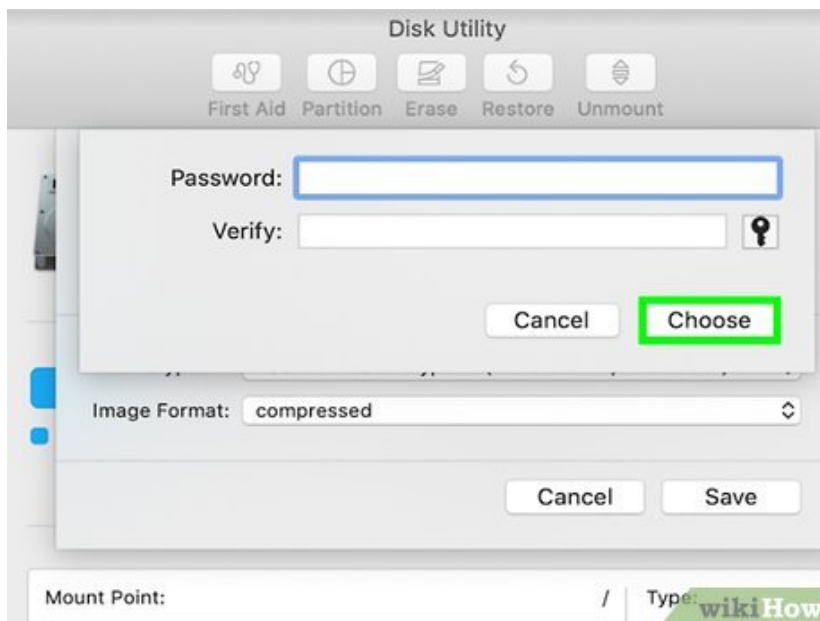 Disk Utility
First Aid Partition Erase Restore Unmount
Password:
Verify:
Cancel Choose
Image Format: compressed
Cancel Save
Mount Point: / Type:
wikiHow